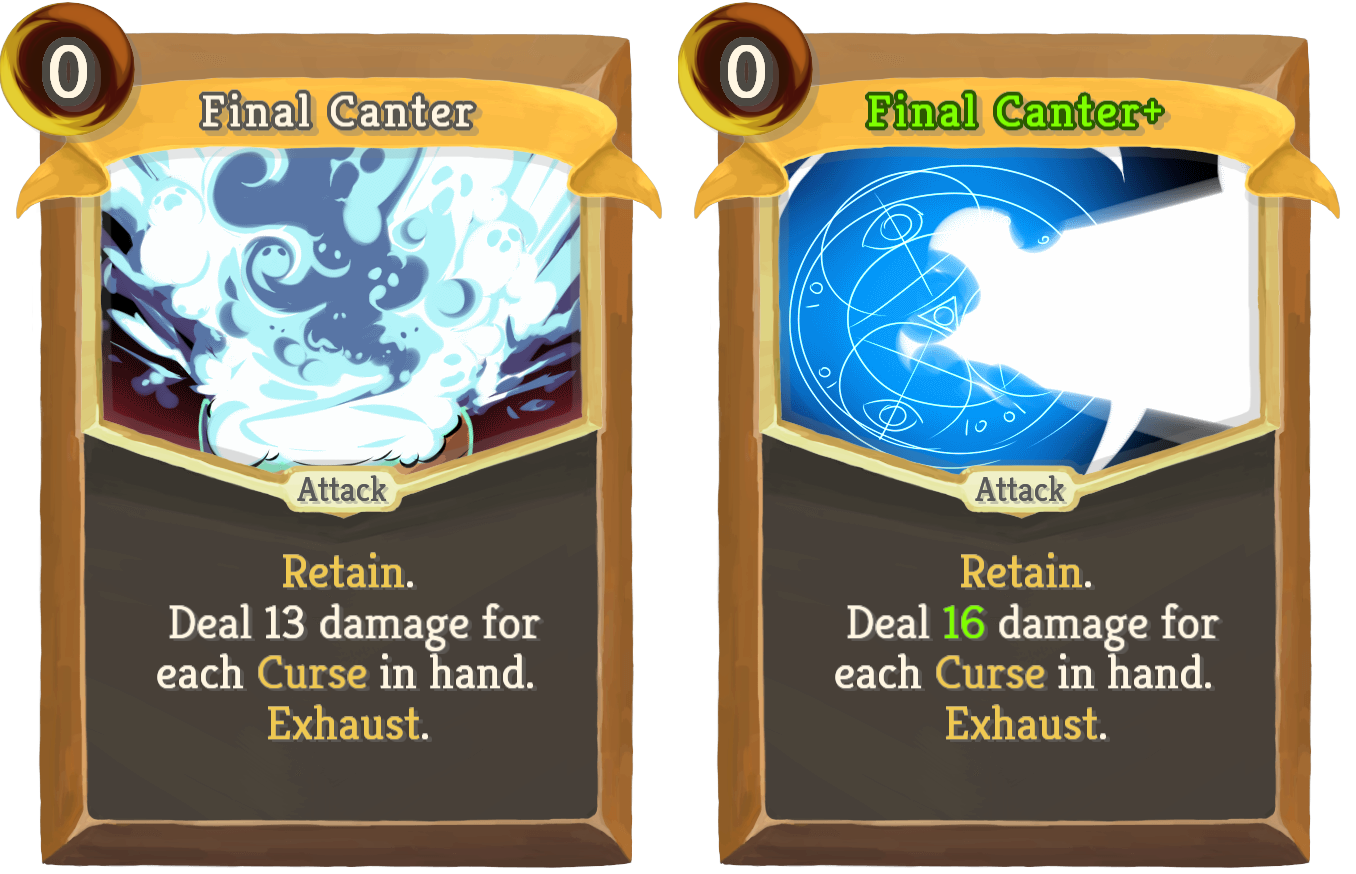 0
Final Canter
Attack
Retain.
Deal 13 damage for
each Curse in hand.
Exhaust.
0
Final Canter+
Attack
Retain.
Deal 16 damage for
each Curse in hand.
Exhaust.